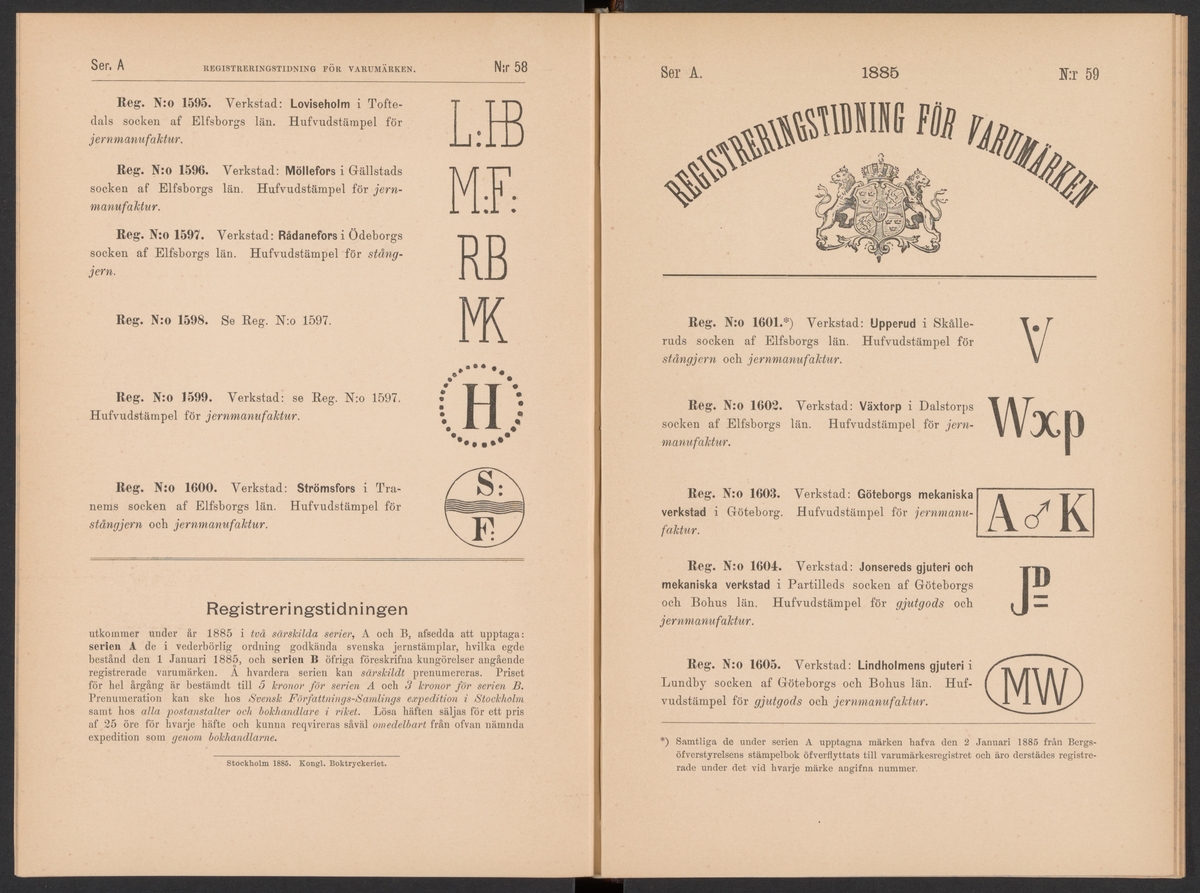 Ser. A REGISTRERINGSTIDNING FÖR VARUMÄRKEN. N:r 58
Reg. N:o 1595. Verkstad: Loviseholm i Tofte-
dals socken af Elfsborgs län. Hufvudstämpel för
jernmanufaktur.
L:HB
Reg. N:o 1596. Verkstad: Möllefors i Gällstads
socken af Elfsborgs län. Hufvudstämpel för jern-
manufaktur.
M:F:
Reg. N:o 1597. Verkstad: Rådanefors i Ödeborgs
socken af Elfsborgs län. Hufvudstämpel för stång-
jern.
RB
Reg. N:o 1598. Se Reg. N:o 1597.
MK
Reg. N:o 1599. Verkstad: se Reg. N:o 1597.
Hufvudstämpel för jernmanufaktur.
H
Reg. N:o 1600. Verkstad: Strömsfors i Tra-
nems socken af Elfsborgs län. Hufvudstämpel för
stångjern och jernmanufaktur.
S:
F:
Registreringstidningen
utkommer under år 1885 i två särskilda serier, A och B, afsedda att upptaga:
serien A de i vederbörlig ordning godkända svenska jernstämplar, hvilka egde
bestånd den 1 Januari 1885, och serien B öfriga föreskrifna kungörelser angående
registrerade varumärken. Å hvardera serien kan särskildt prenumereras. Priset
för hel årgång är bestämdt till 5 kronor för serien A och 3 kronor för serien B.
Prenumeration kan ske hos Svensk Författnings-Samlings expedition i Stockholm
samt hos alla postanstalter och bokhandlare i riket. Lösa häften säljas för ett pris
af 25 öre för hvarje häfte och kunna reqvireras såväl omedelbart från ofvan nämnda
expedition som genom bokhandlarne.
Stockholm 1885. Kongl. Boktryckeriet.
Ser A. 1885 N:r 59
REGISTRERINGSTIDNING FÖR VARUMÄRKEN
Reg. N:o 1601.*) Verkstad: Upperud i Skålle-
ruds socken af Elfsborgs län. Hufvudstämpel för
stångjern och jernmanufaktur.
V
Reg. N:o 1602. Verkstad: Växtorp i Dalstorps
socken af Elfsborgs län. Hufvudstämpel för jern-
manufaktur.
Wxp
Reg. N:o 1603. Verkstad: Göteborgs mekaniska
verkstad i Göteborg. Hufvudstämpel för jernmanu-
faktur.
A♂K
Reg. N:o 1604. Verkstad: Jonsereds gjuteri och
mekaniska verkstad i Partilleds socken af Göteborgs
och Bohus län. Hufvudstämpel för gjutgods och
jernmanufaktur.
JD
Reg. N:o 1605. Verkstad: Lindholmens gjuteri i
Lundby socken af Göteborgs och Bohus län. Huf-
vudstämpel för gjutgods och jernmanufaktur.
MW
*) Samtliga de under serien A upptagna märken hafva den 2 Januari 1885 från Bergs-
öfverstyrelsens stämpelbok öfverflyttats till varumärkesregistret och äro derstädes registre-
rade under det vid hvarje märke angifna nummer.